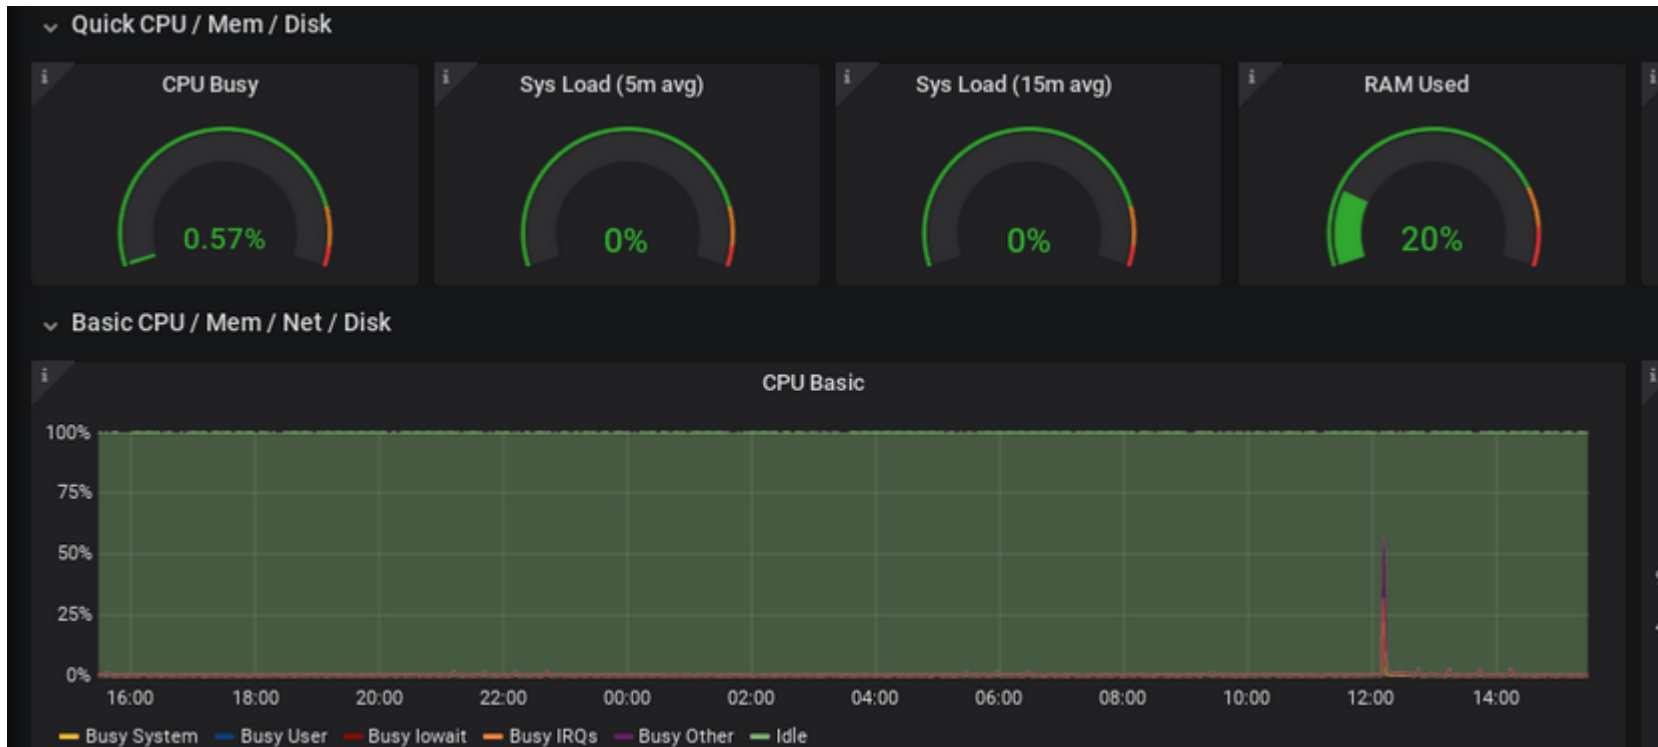 Quick CPU / Mem / Disk
CPU Busy
Sys Load (5m avg)
Sys Load (15m avg)
RAM Used
0.57%
0%
0%
20%
Basic CPU / Mem / Net / Disk
CPU Basic
100%
75%
50%
25%
0%
16:00 18:00 20:00 22:00 00:00 02:00 04:00 06:00 08:00 10:00 12:00 14:00
Busy System Busy User Busy Iowait Busy IRQs Busy Other Idle